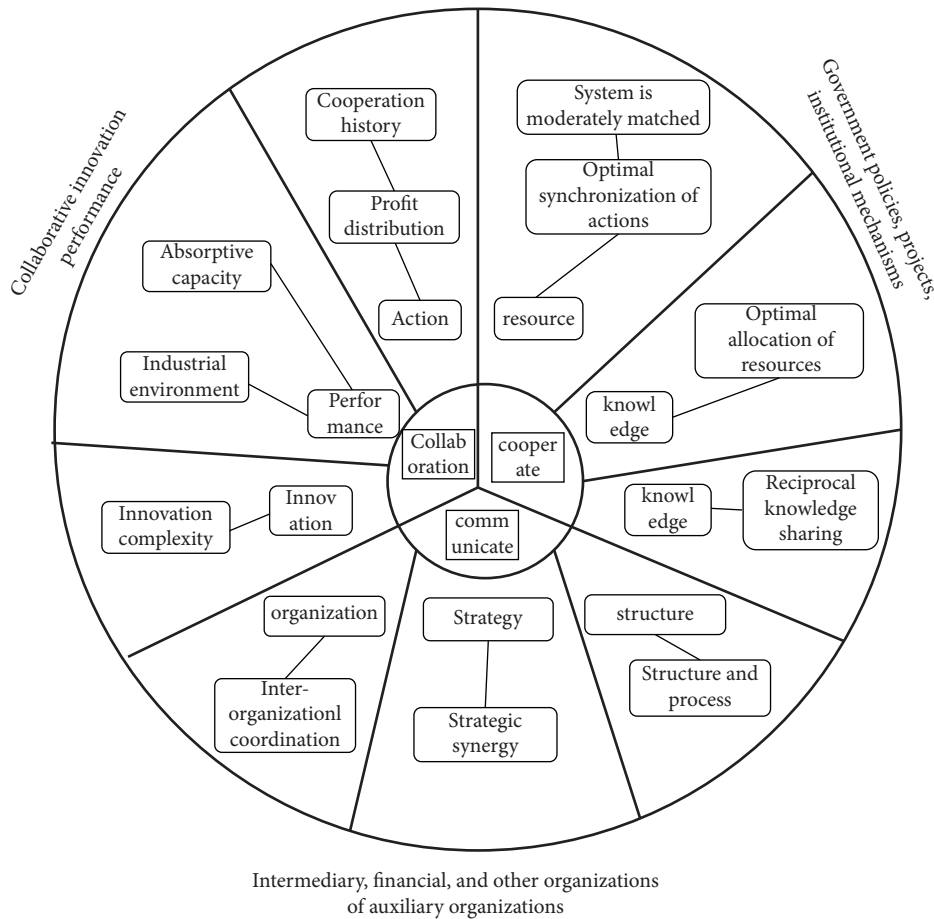 Collaborative innovation
performance
Government policies, projects,
institutional mechanisms
Cooperation
history
Profit
distribution
Action
System is
moderately matched
Optimal
synchronization of
actions
resource
Absorptive
capacity
Industrial
environment
Perfor
mance
Optimal
allocation of
resources
knowl
edge
Collab
oration
cooper
ate
comm
unicate
Innovation
complexity
Innov
ation
knowl
edge
Reciprocal
knowledge
sharing
organization
Inter-
organizationl
coordination
Strategy
Strategic
synergy
structure
Structure and
process
Intermediary, financial, and other organizations
of auxiliary organizations